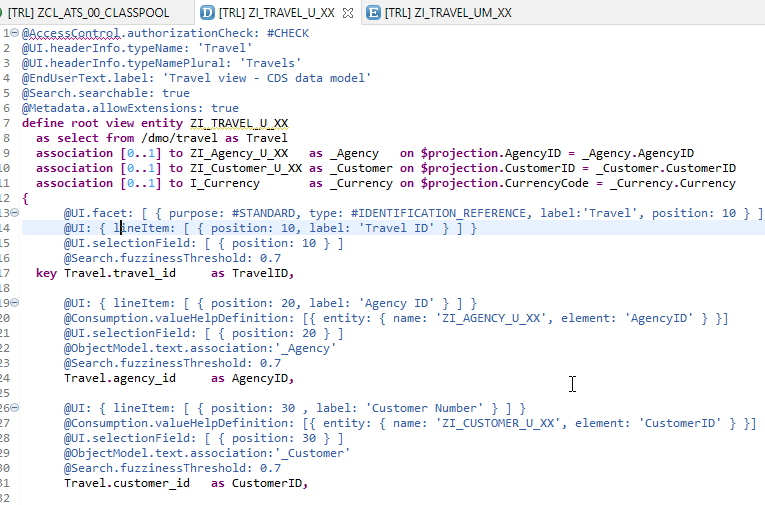 [TRL] ZCL_ATS_00_CLASSPOOL D [TRL] ZI_TRAVEL_U_XX E [TRL] ZI_TRAVEL_UM_XX
1 @AccessControl.authorizationCheck: #CHECK
2 @UI.headerInfo.typeName: 'Travel'
3 @UI.headerInfo.typeNamePlural: 'Travels'
4 @EndUserText.label: 'Travel view - CDS data model'
5 @Search.searchable: true
6 @Metadata.allowExtensions: true
7 define root view entity ZI_TRAVEL_U_XX
8 as select from /dmo/travel as Travel
9 association [0..1] to ZI_Agency_U_XX as _Agency on $projection.AgencyID = _Agency.AgencyID
10 association [0..1] to ZI_Customer_U_XX as _Customer on $projection.CustomerID = _Customer.CustomerID
11 association [0..1] to I_Currency as _Currency on $projection.CurrencyCode = _Currency.Currency
12 {
13 @UI.facet: [ { purpose: #STANDARD, type: #IDENTIFICATION_REFERENCE, label:'Travel', position: 10 } ]
14 @UI: { lineItem: [ { position: 10, label: 'Travel ID' } ] }
15 @UI.selectionField: [ { position: 10 } ]
16 @Search.fuzzinessThreshold: 0.7
17 key Travel.travel_id as TravelID,
18
19 @UI: { lineItem: [ { position: 20, label: 'Agency ID' } ] }
20 @Consumption.valueHelpDefinition: [{ entity: { name: 'ZI_AGENCY_U_XX', element: 'AgencyID' } }]
21 @UI.selectionField: [ { position: 20 } ]
22 @ObjectModel.text.association:'_Agency'
23 @Search.fuzzinessThreshold: 0.7
24 Travel.agency_id as AgencyID,
25
26 @UI: { lineItem: [ { position: 30 , label: 'Customer Number' } ] }
27 @Consumption.valueHelpDefinition: [{ entity: { name: 'ZI_CUSTOMER_U_XX', element: 'CustomerID' } }]
28 @UI.selectionField: [ { position: 30 } ]
29 @ObjectModel.text.association:'_Customer'
30 @Search.fuzzinessThreshold: 0.7
31 Travel.customer_id as CustomerID,
32